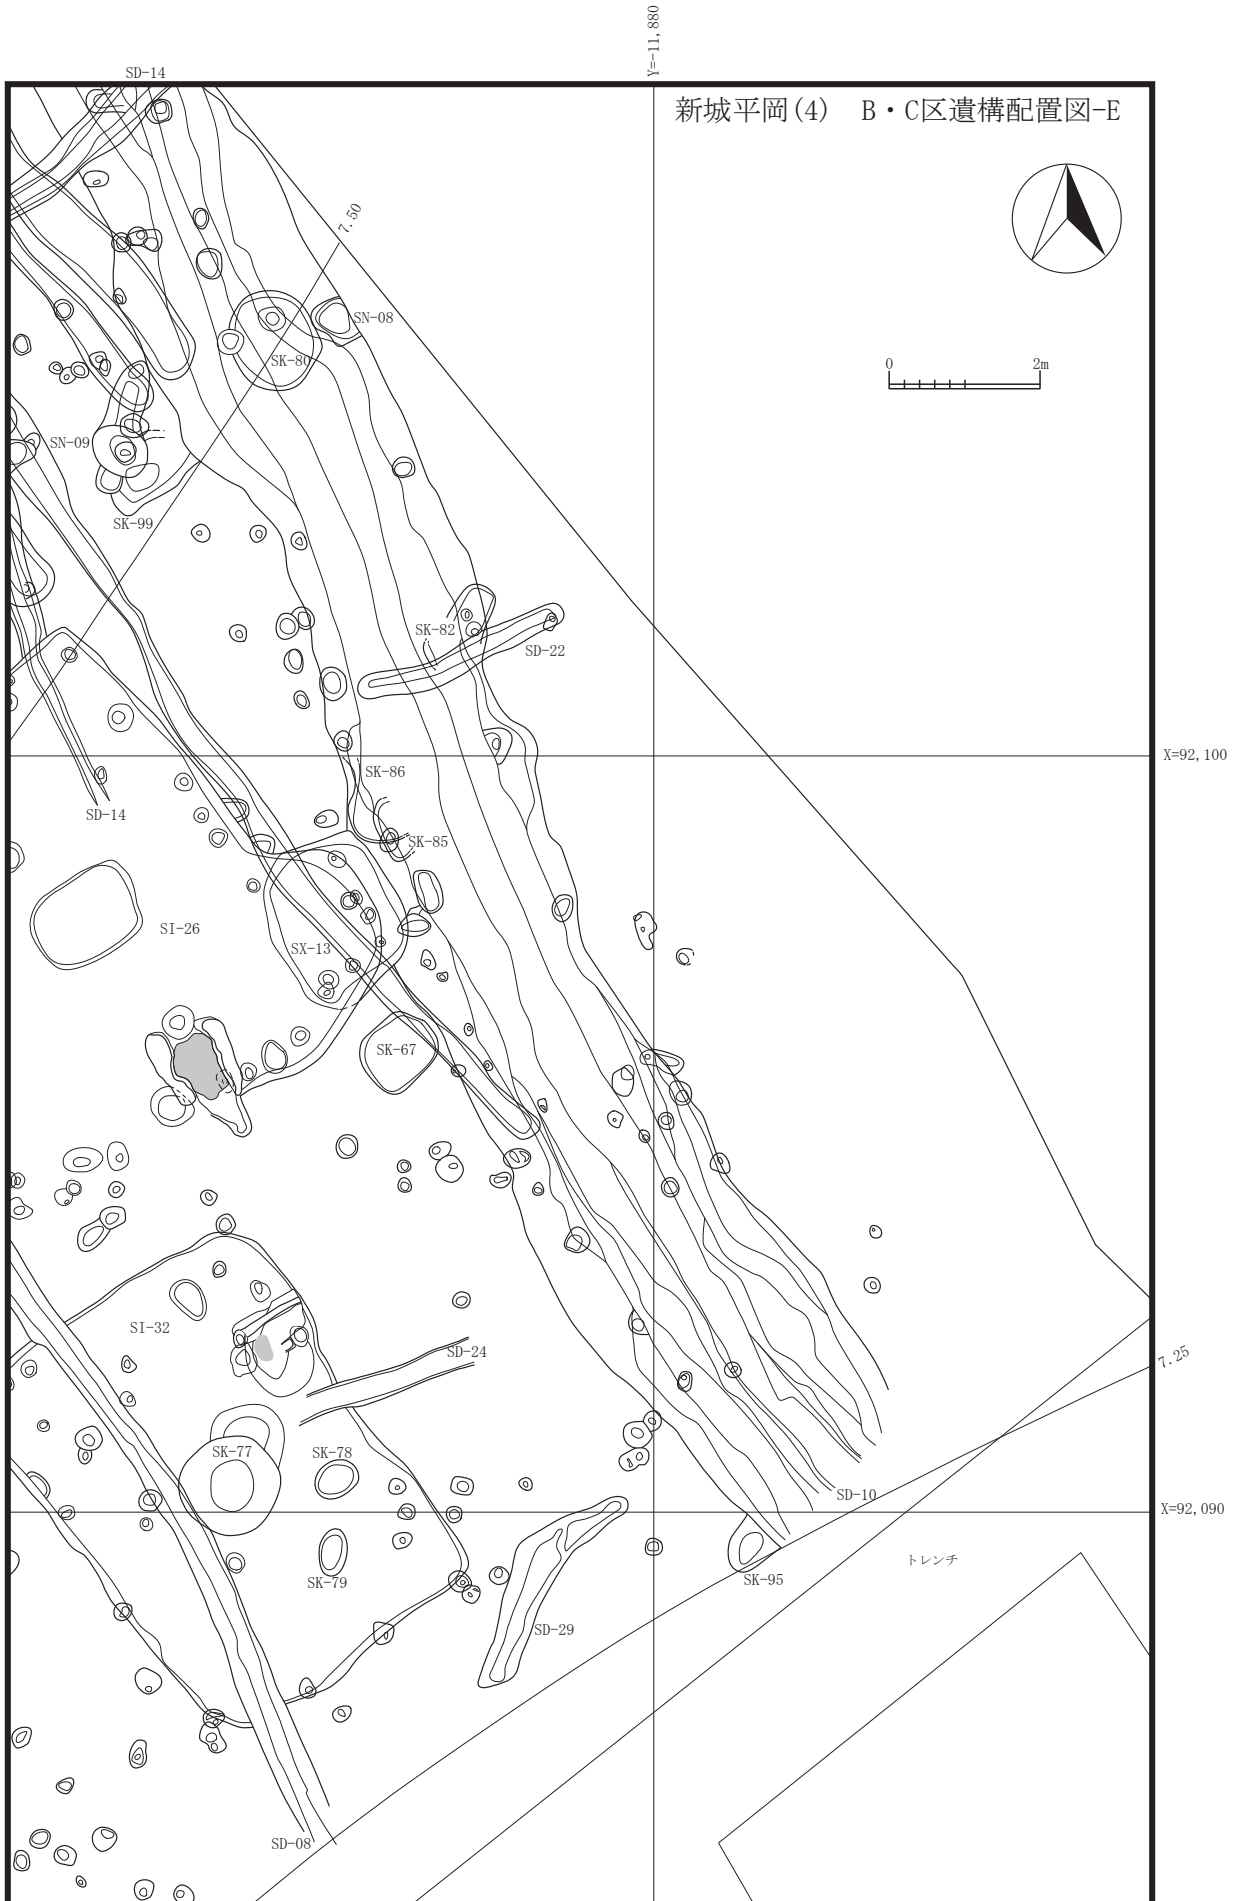 Y=-11,880
SD-14
新城平岡(4)　B・C区遺構配置図-E
7.50
SN-08
SK-80
0
2m
SN-09
SK-99
SK-82
SD-22
X=92,100
SK-86
SD-14
SK-85
SI-26
SX-13
SK-67
SI-32
SD-24
7.25
SK-77
SK-78
SD-10
X=92,090
トレンチ
SK-79
SK-95
SD-29
SD-08